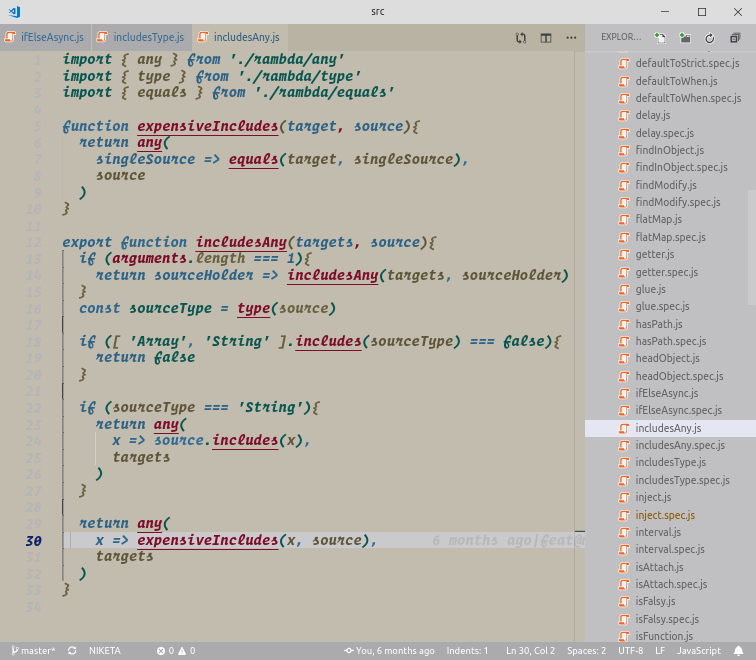 src
ifElseAsync.js
includesType.js
includesAny.js
EXPLOR...
1 import { any } from './rambda/any'
2 import { type } from './rambda/type'
3 import { equals } from './rambda/equals'
4
5 function expensiveIncludes(target, source){
6 return any(
7 singleSource => equals(target, singleSource),
8 source
9 )
10 }
11
12 export function includesAny(targets, source){
13 if (arguments.length === 1){
14 return sourceHolder => includesAny(targets, sourceHolder)
15 }
16 const sourceType = type(source)
17
18 if ([ 'Array', 'String' ].includes(sourceType) === false){
19 return false
20 }
21
22 if (sourceType === 'String'){
23 return any(
24 x => source.includes(x),
25 targets
26 )
27 }
28
29 return any(
30 x => expensiveIncludes(x, source), 6 months ago|feat@
31 targets
32 )
33 }
34
defaultToStrict.spec.js
defaultToWhen.js
defaultToWhen.spec.js
delay.js
delay.spec.js
findInObject.js
findInObject.spec.js
findModify.js
findModify.spec.js
flatMap.js
flatMap.spec.js
getter.js
getter.spec.js
glue.js
glue.spec.js
hasPath.js
hasPath.spec.js
headObject.js
headObject.spec.js
ifElseAsync.js
ifElseAsync.spec.js
includesAny.js
includesAny.spec.js
includesType.js
includesType.spec.js
inject.js
inject.spec.js
interval.js
interval.spec.js
isAttach.js
isAttach.spec.js
isFalsy.js
isFalsy.spec.js
isFunction.js
master* NIKETA 0 0 You, 6 months ago Indents: 1 Ln 30, Col 2 Spaces: 2 UTF-8 LF JavaScript